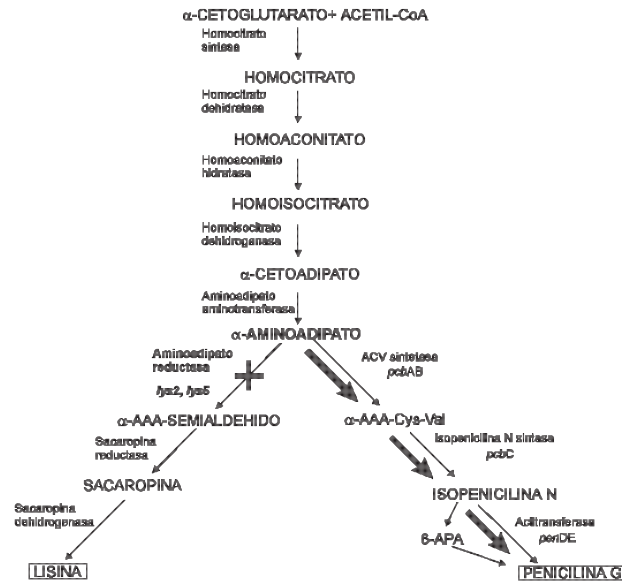 α-CETOGLUTARATO+ ACETIL-CoA
Homocitrato
sintasa
HOMOCITRATO
Homocitrato
dehidratasa
HOMOACONITATO
Homoaconitato
hidratasa
HOMOISOCITRATO
Homoisocitrato
dehidroganasa
α-CETOADIPATO
Aminoadipato
aminotransferasa
α-AMINOADIPATO
Aminoadipato
reductasa
lys2, lys5
ACV sintetasa
pcbAB
α-AAA-SEMIALDEHIDO
α-AAA-Cys-Val
Sacaropina
reductasa
Isopenicilina N sintasa
pcbC
SACAROPINA
ISOPENICILINA N
Sacaropina
dehidrogenasa
6-APA
Aciltransferasa
penDE
LISINA
PENICILINA G